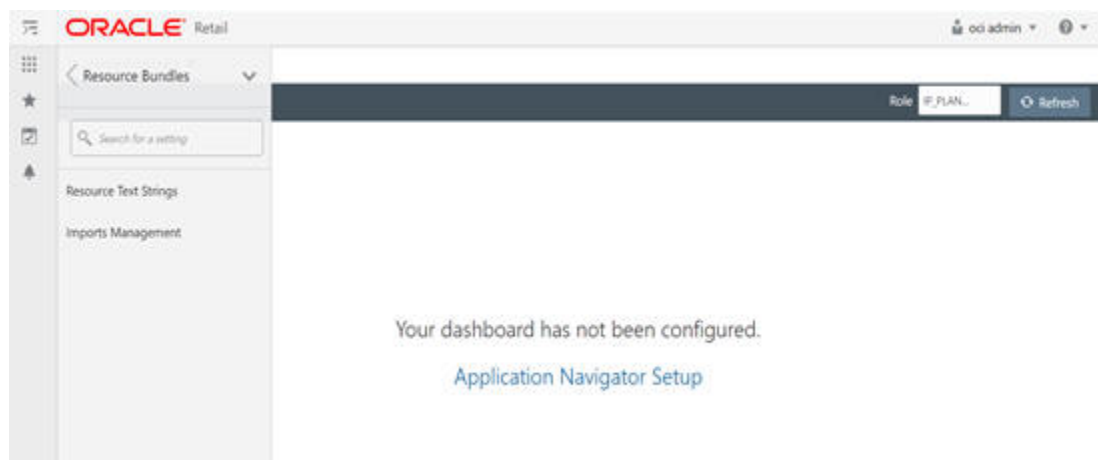 ORACLE Retail
oci admin
Resource Bundles
Role IP_PLAN... Refresh
Search for a setting
Resource Text Strings
Imports Management
Your dashboard has not been configured.
Application Navigator Setup